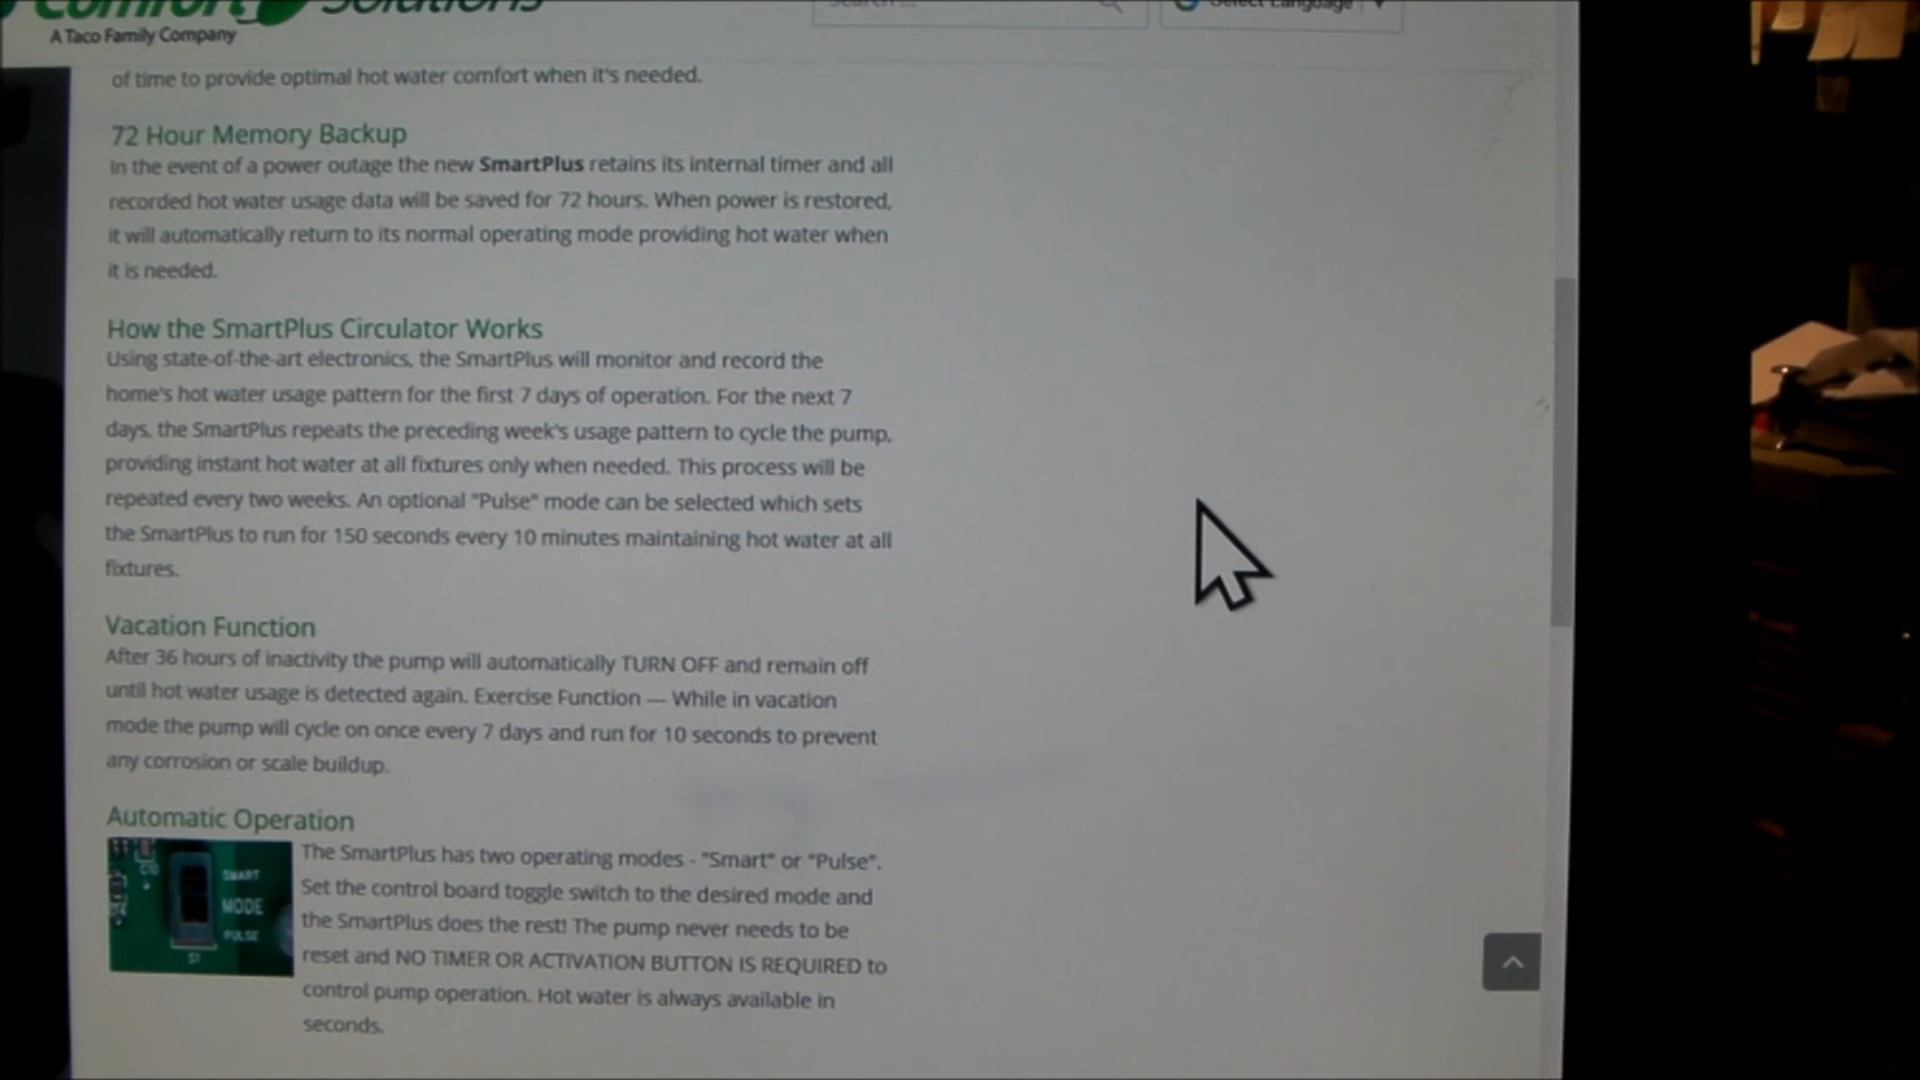 Comfort Solutions
A Taco Family Company
Search ...
Select Language
of time to provide optimal hot water comfort when it's needed.
72 Hour Memory Backup
In the event of a power outage the new SmartPlus retains its internal timer and all
recorded hot water usage data will be saved for 72 hours. When power is restored,
it will automatically return to its normal operating mode providing hot water when
it is needed.
How the SmartPlus Circulator Works
Using state-of-the-art electronics, the SmartPlus will monitor and record the
home's hot water usage pattern for the first 7 days of operation. For the next 7
days, the SmartPlus repeats the preceding week's usage pattern to cycle the pump,
providing instant hot water at all fixtures only when needed. This process will be
repeated every two weeks. An optional "Pulse" mode can be selected which sets
the SmartPlus to run for 150 seconds every 10 minutes maintaining hot water at all
fixtures.
Vacation Function
After 36 hours of inactivity the pump will automatically TURN OFF and remain off
until hot water usage is detected again. Exercise Function — While in vacation
mode the pump will cycle on once every 7 days and run for 10 seconds to prevent
any corrosion or scale buildup.
Automatic Operation
SMART
MODE
PULSE
S1
The SmartPlus has two operating modes - "Smart" or "Pulse".
Set the control board toggle switch to the desired mode and
the SmartPlus does the rest! The pump never needs to be
reset and NO TIMER OR ACTIVATION BUTTON IS REQUIRED to
control pump operation. Hot water is always available in
seconds.